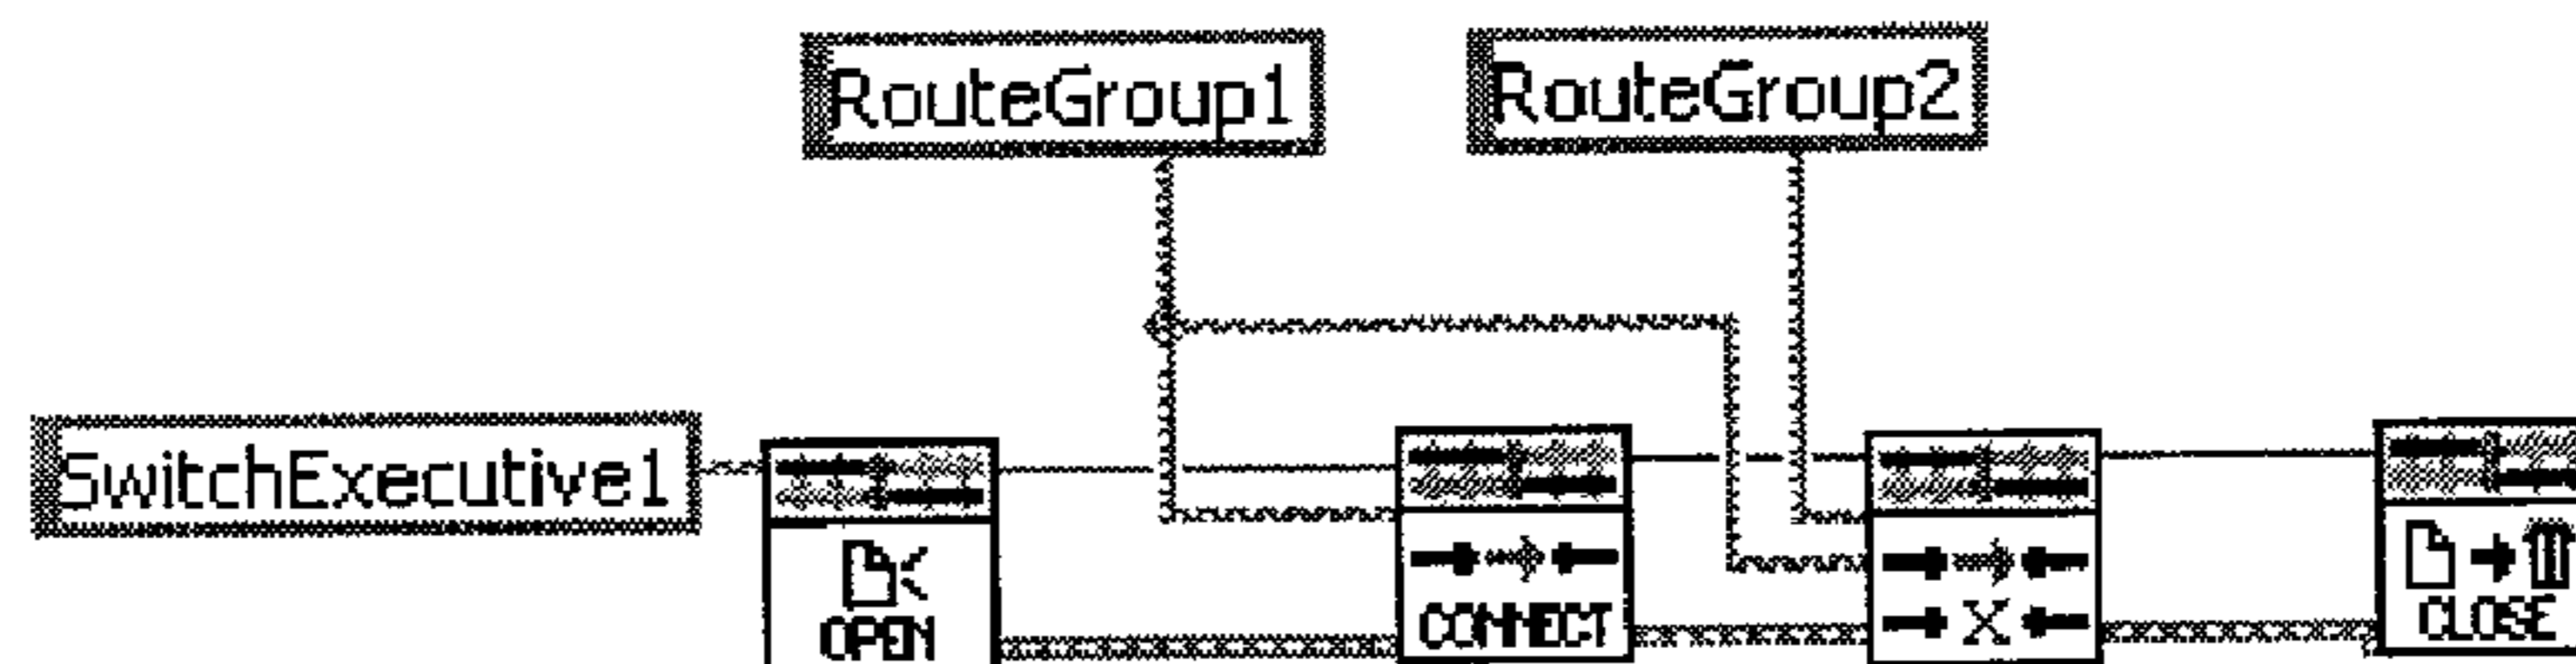 RouteGroup1
RouteGroup2
SwitchExecutive1
OPEN
CONNECT
CLOSE